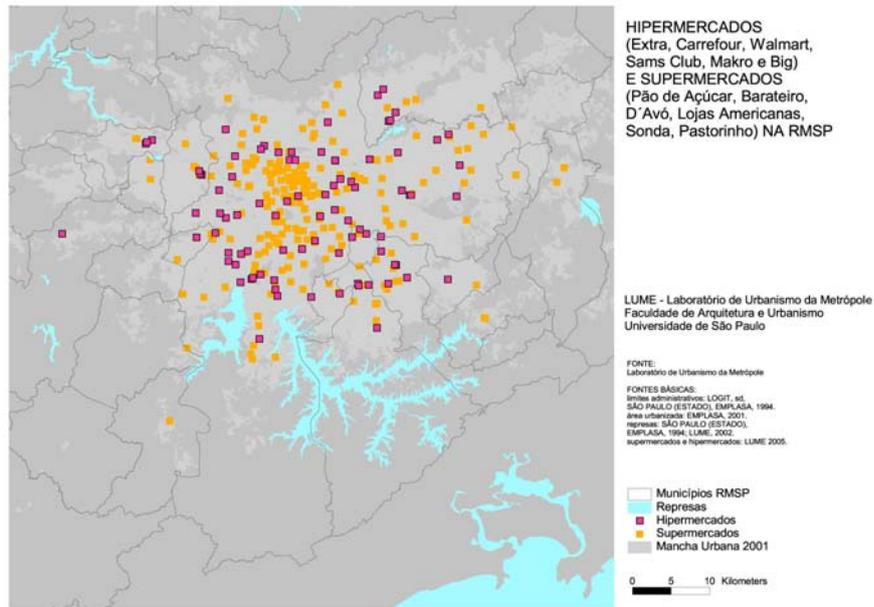 HIPERMERCADOS
(Extra, Carrefour, Walmart,
Sams Club, Makro e Big)
E SUPERMERCADOS
(Pão de Açúcar, Barateiro,
D´Avó, Lojas Americanas,
Sonda, Pastorinho) NA RMSP
LUME - Laboratório de Urbanismo da Metrópole
Faculdade de Arquitetura e Urbanismo
Universidade de São Paulo
FONTE:
Laboratório de Urbanismo da Metrópole
FONTES BÁSICAS:
limites administrativos: LOGIT, sd,
SÃO PAULO (ESTADO), EMPLASA, 1994.
área urbanizada: EMPLASA, 2001.
represas: SÃO PAULO (ESTADO),
EMPLASA, 1994; LUME, 2002.
supermercados e hipermercados: LUME 2005.
Municípios RMSP
Represas
Hipermercados
Supermercados
Mancha Urbana 2001
0 5 10 Kilometers